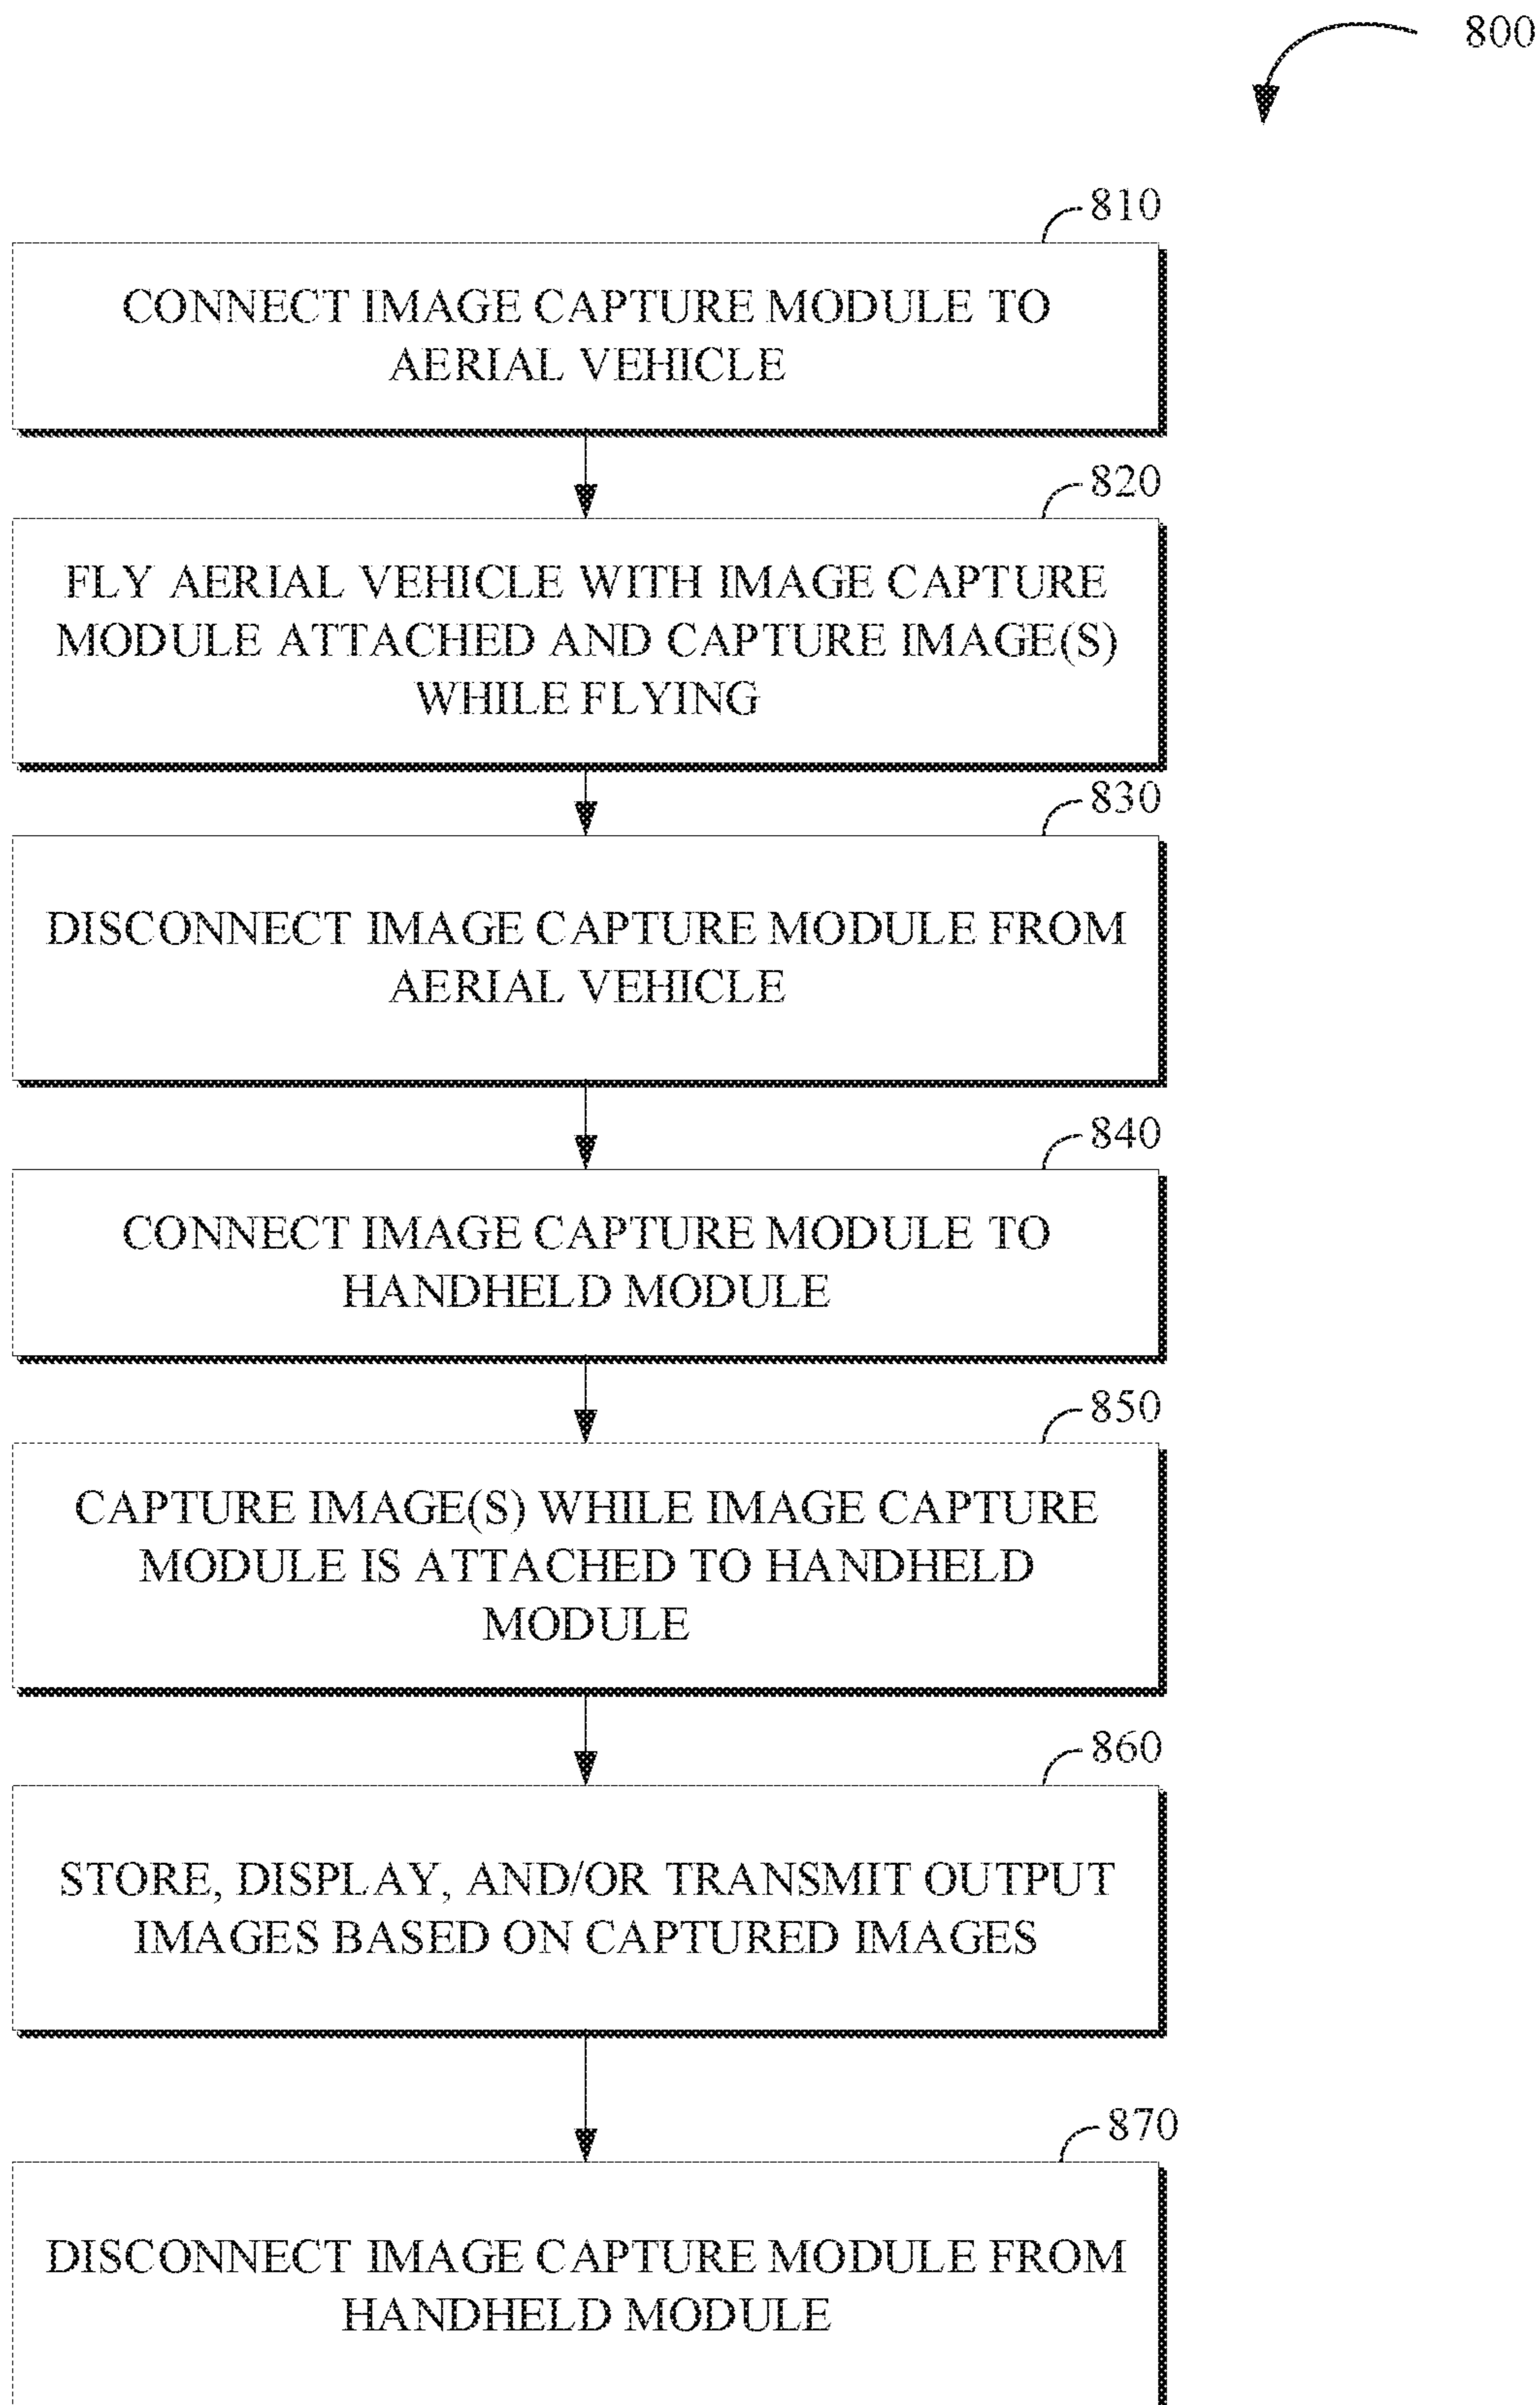 800
810
CONNECT IMAGE CAPTURE MODULE TO
AERIAL VEHICLE
820
FLY AERIAL VEHICLE WITH IMAGE CAPTURE
MODULE ATTACHED AND CAPTURE IMAGE(S)
WHILE FLYING
830
DISCONNECT IMAGE CAPTURE MODULE FROM
AERIAL VEHICLE
840
CONNECT IMAGE CAPTURE MODULE TO
HANDHELD MODULE
850
CAPTURE IMAGE(S) WHILE IMAGE CAPTURE
MODULE IS ATTACHED TO HANDHELD
MODULE
860
STORE, DISPLAY, AND/OR TRANSMIT OUTPUT
IMAGES BASED ON CAPTURED IMAGES
870
DISCONNECT IMAGE CAPTURE MODULE FROM
HANDHELD MODULE